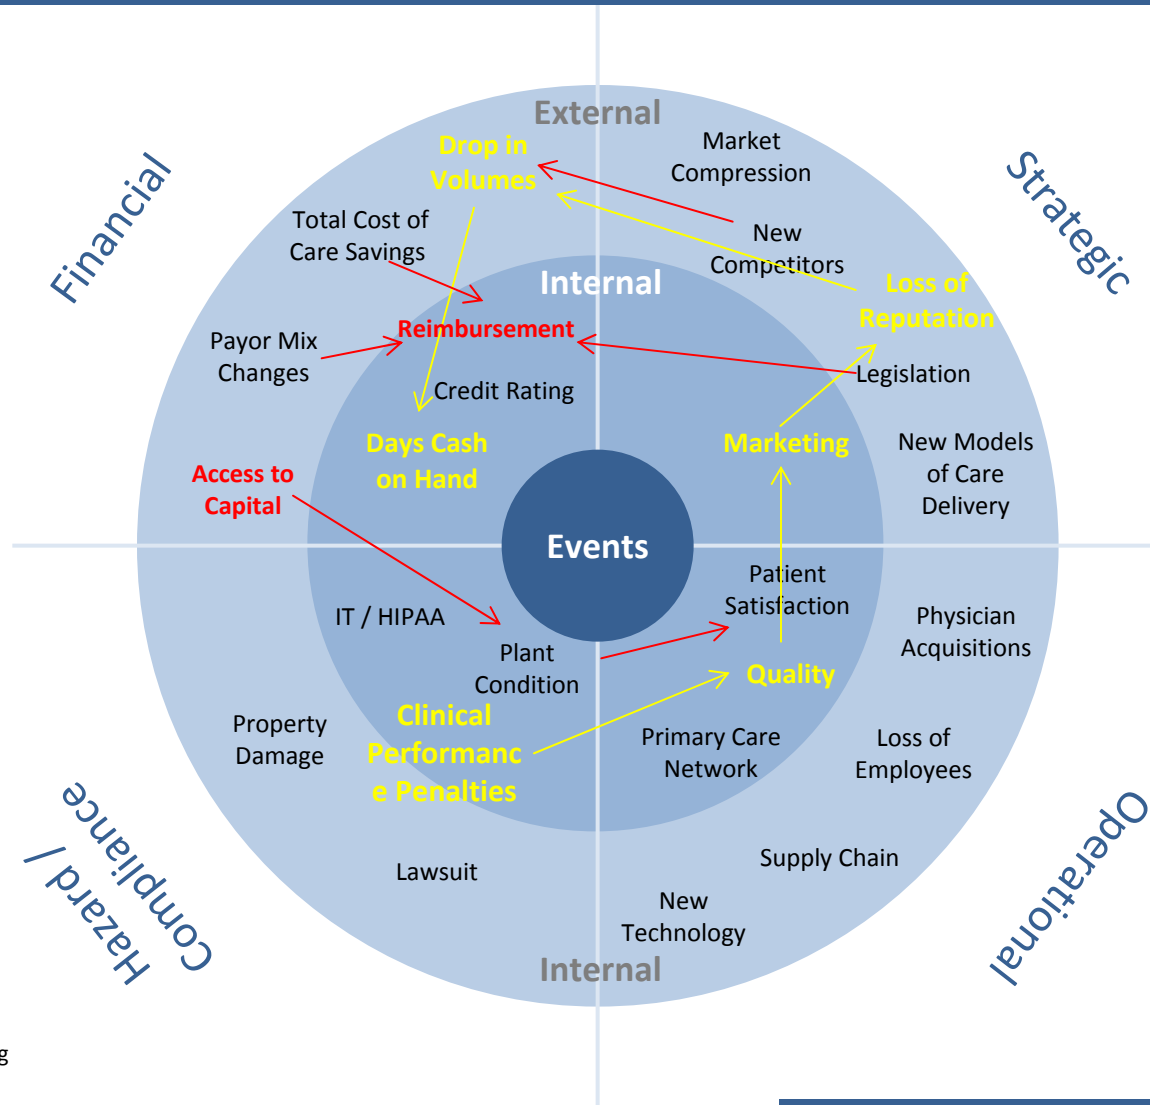 External
Drop in
Volumes
Market
Compression
Total Cost of
Care Savings
New
Competitors
Financial
Strategic
Internal
Loss of
Reputation
Reimbursement
Payor Mix
Changes
Legislation
Credit Rating
Days Cash
on Hand
Marketing
New Models
of Care
Delivery
Access to
Capital
Events
Patient
Satisfaction
IT / HIPAA
Physician
Acquisitions
Plant
Condition
Quality
Clinical
Performanc
e Penalties
Property
Damage
Primary Care
Network
Loss of
Employees
Hazard /
Compliance
Operational
Lawsuit
Supply Chain
New
Technology
Internal
g